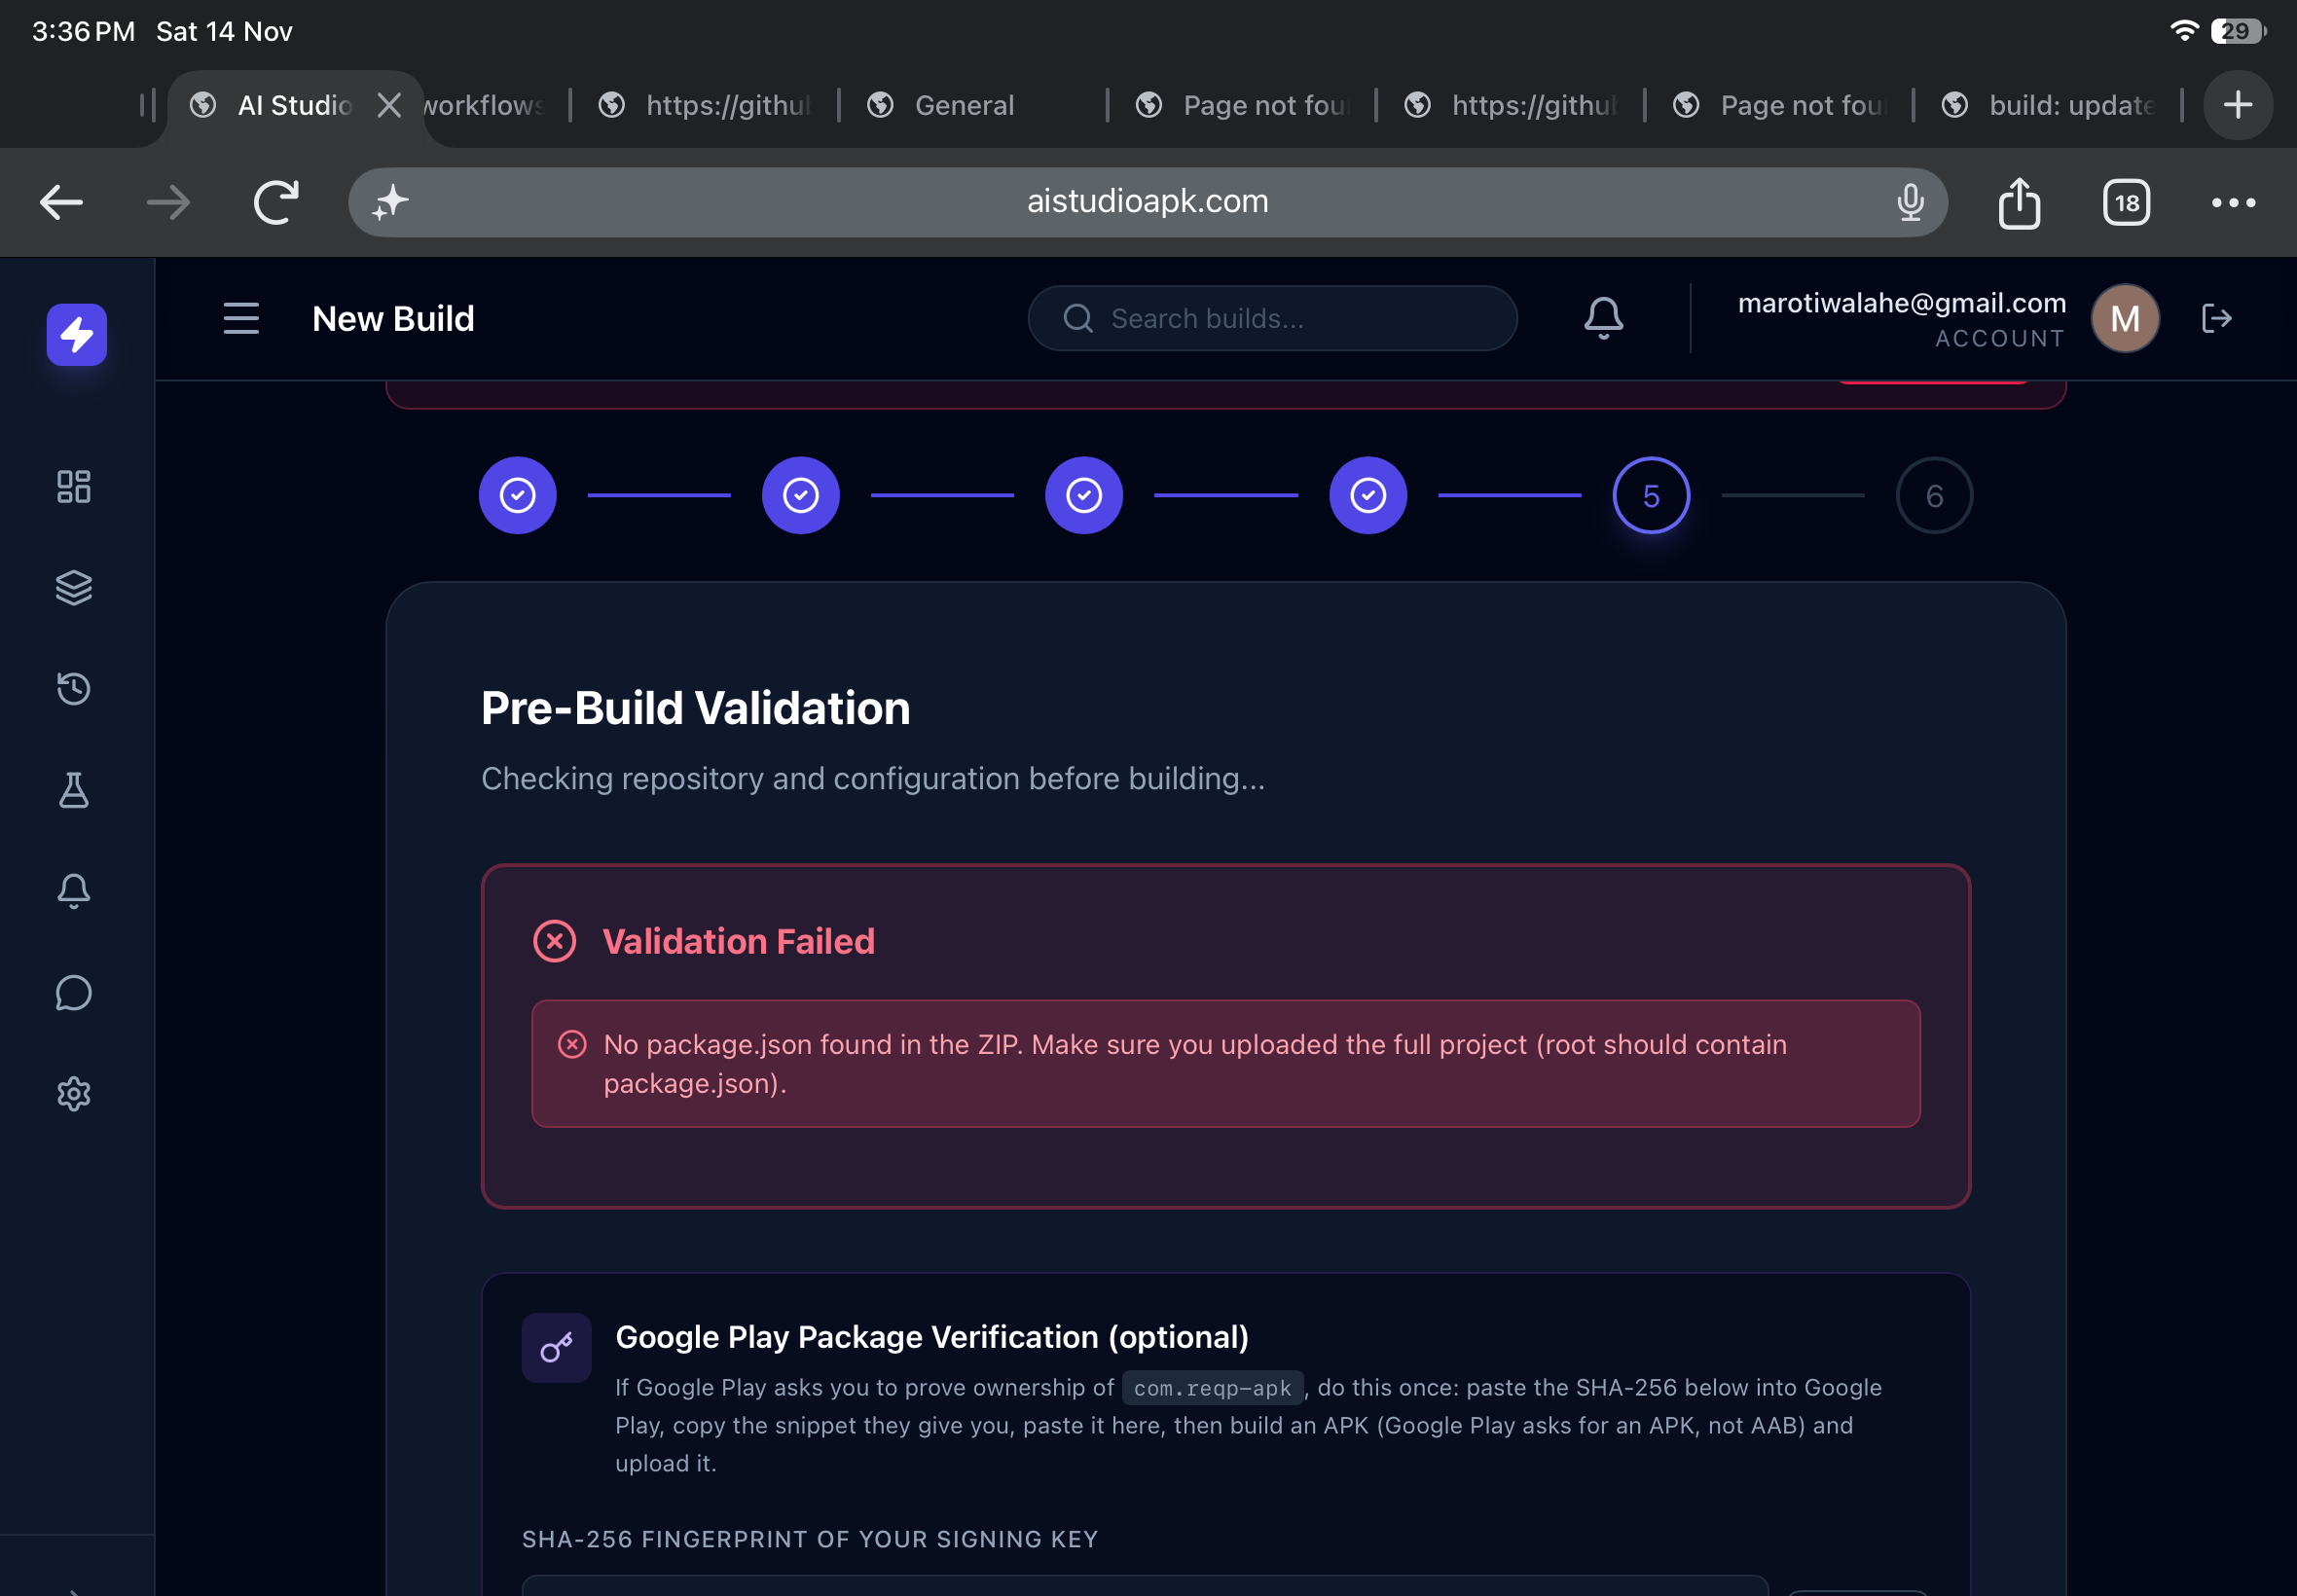 3:36 PM Sat 14 Nov
29
AI Studio
workflows
https://githu
General
Page not fou
https://githu
Page not fou
build: update
aistudioapk.com
18
New Build
Search builds...
marotiwalahe@gmail.com
ACCOUNT
M
5
6
Pre-Build Validation
Checking repository and configuration before building...
Validation Failed
No package.json found in the ZIP. Make sure you uploaded the full project (root should contain
package.json).
Google Play Package Verification (optional)
If Google Play asks you to prove ownership of com.reqp-apk, do this once: paste the SHA-256 below into Google
Play, copy the snippet they give you, paste it here, then build an APK (Google Play asks for an APK, not AAB) and
upload it.
SHA-256 FINGERPRINT OF YOUR SIGNING KEY